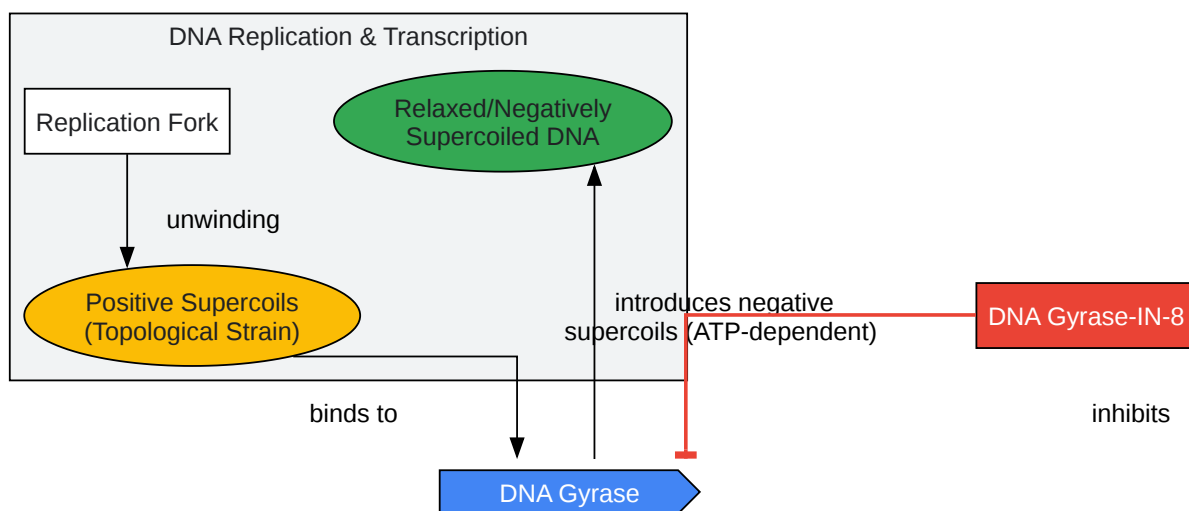 DNA Replication & Transcription
Replication Fork
Relaxed/Negatively
Supercoiled DNA
unwinding
Positive Supercoils
(Topological Strain)
introduces negative
supercoils (ATP-dependent)
DNA Gyrase-IN-8
binds to
inhibits
DNA Gyrase